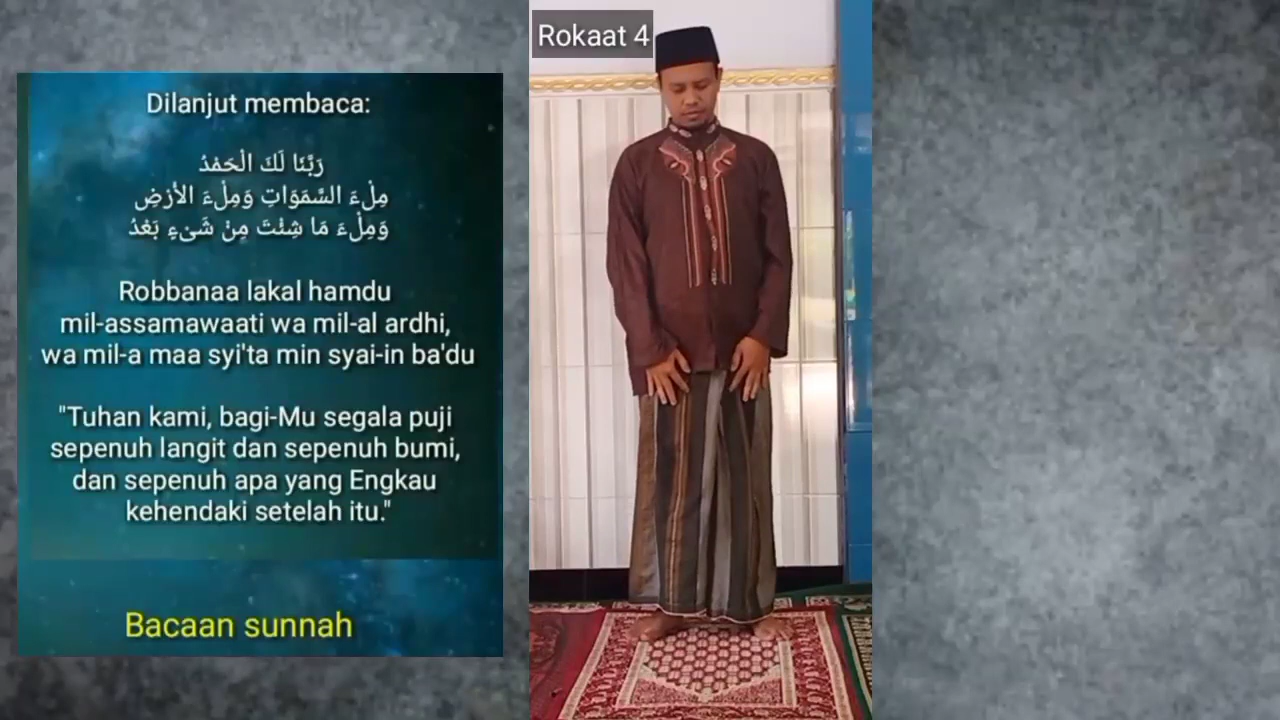 Dilanjut membaca:
رَبَّنَا لَكَ الْحَمْدُ
مِلْءَ السَّمَوَاتِ وَمِلْءَ الأَرْضِ
وَمِلْءَ مَا شِئْتَ مِنْ شَىْءٍ بَعْدُ
Robbanaa lakal hamdu
mil-assamawaati wa mil-al ardhi,
wa mil-a maa syi'ta min syai-in ba'du
"Tuhan kami, bagi-Mu segala puji
sepenuh langit dan sepenuh bumi,
dan sepenuh apa yang Engkau
kehendaki setelah itu."
Bacaan sunnah
Rokaat 4